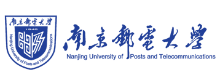 南京郵電大學
Nanjing University of Posts and Telecommunications